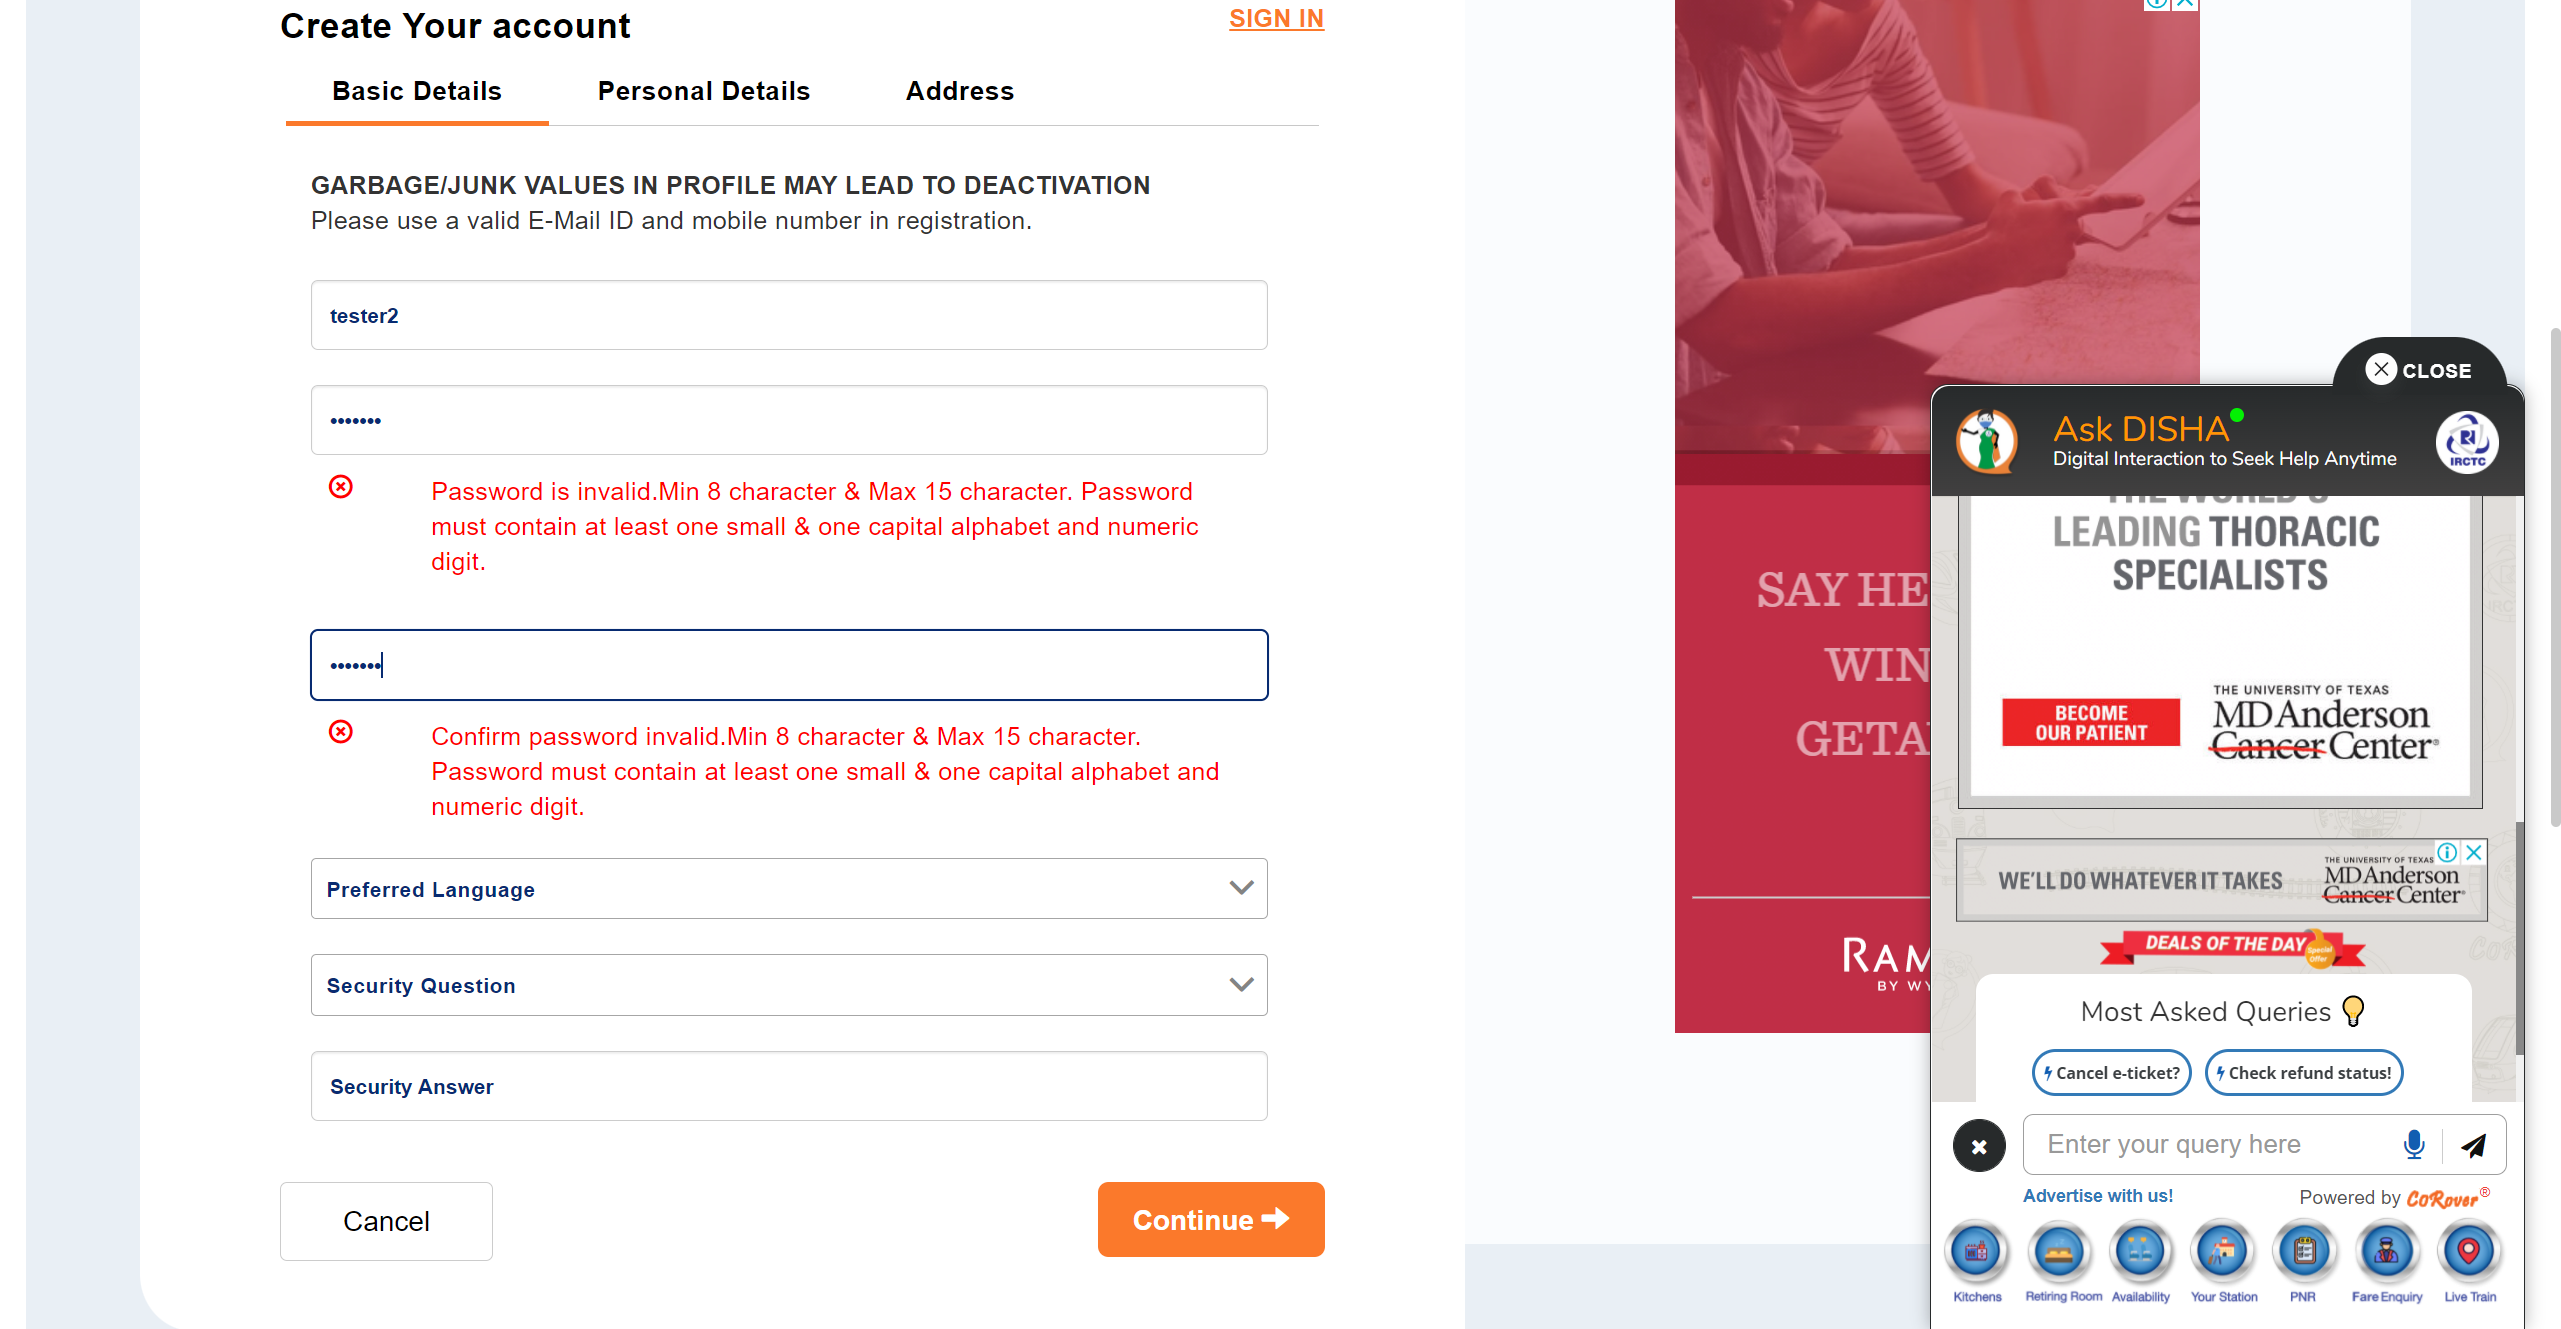 Create Your account
SIGN IN
Basic Details
Personal Details
Address
GARBAGE/JUNK VALUES IN PROFILE MAY LEAD TO DEACTIVATION
Please use a valid E-Mail ID and mobile number in registration.
tester2
•••••••
Password is invalid.Min 8 character & Max 15 character. Password
must contain at least one small & one capital alphabet and numeric
digit.
•••••••
Confirm password invalid.Min 8 character & Max 15 character.
Password must contain at least one small & one capital alphabet and
numeric digit.
Preferred Language
Security Question
Security Answer
Cancel
Continue
SAY HE
WIN
GETA
RAM
BY WY
CLOSE
Ask DISHA
Digital Interaction to Seek Help Anytime
IRCTC
THE WORLD'S
LEADING THORACIC
SPECIALISTS
BECOME
OUR PATIENT
THE UNIVERSITY OF TEXAS
MD Anderson
Cancer Center®
WE'LL DO WHATEVER IT TAKES
THE UNIVERSITY OF TEXAS
MD Anderson
Cancer Center
DEALS OF THE DAY
Special
Offer
Most Asked Queries
Cancel e-ticket?
Check refund status!
Enter your query here
Advertise with us!
Powered by CoRover®
Kitchens
Retiring Room
Availability
Your Station
PNR
Fare Enquiry
Live Train